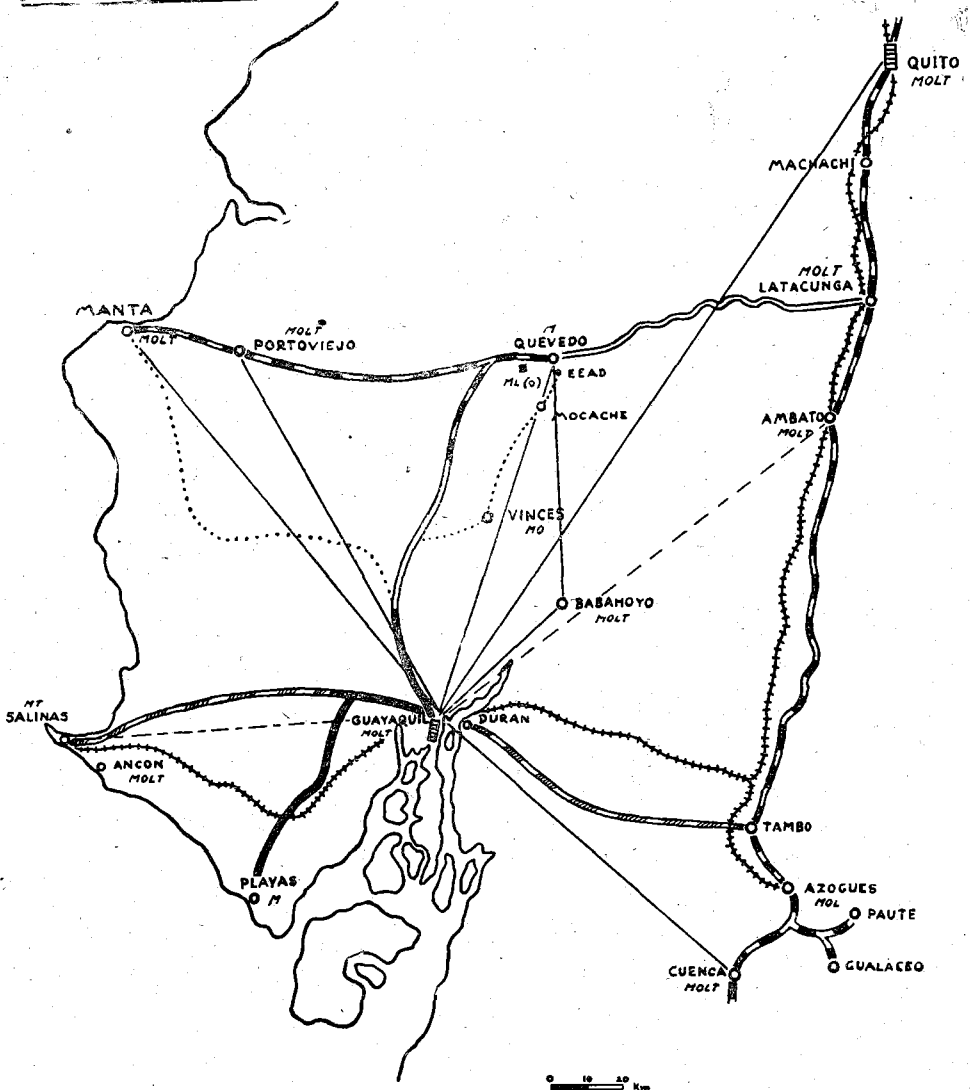 QUITO
MOLT
MACHACHI
MOLT
LATACUNGA
MANTA
MOLT
MOLT
PORTOVIEJO
M
QUEVEDO
ML (O)
EEAD
MOCACHE
AMBATO
MOLT
VINCES
MO
BABAHOYO
MOLT
MT
SALINAS
GUAYAQUIL
MOLT
DURAN
ANCON
MOLT
TAMBO
PLAYAS
M
AZOGUES
MOL
PAUTE
CUENCA
MOLT
GUALACEO
0 10 20 Km